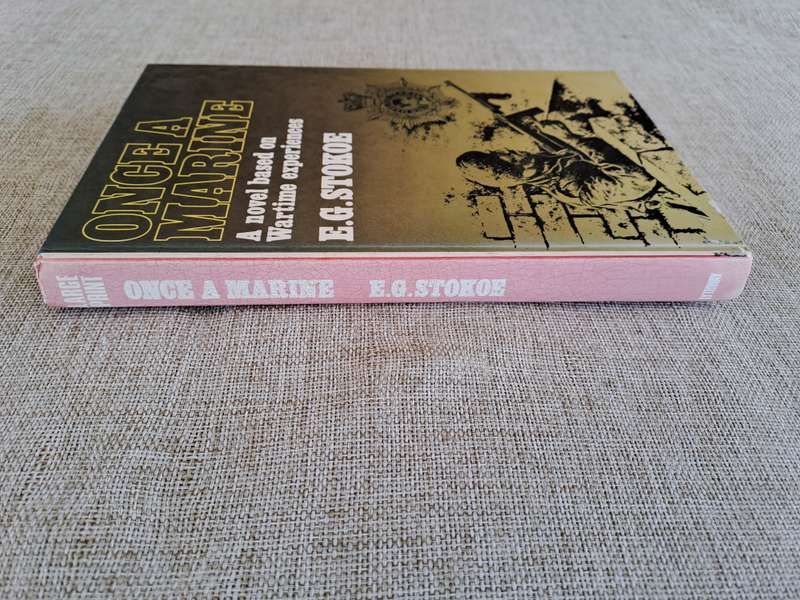 ONCE A
MARINE
A novel based on
Wartime experiences
E.G. STOKOE
LARGE
PRINT
ONCE A MARINE
E.G. STOKOE